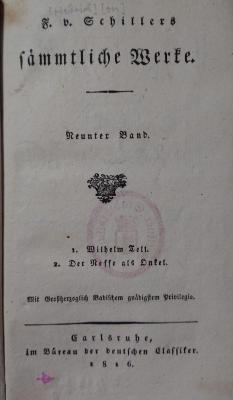 F. v. Schillers
sämmtliche Werke.
Neunter Band.
1. Wilhelm Tell.
2. Der Neffe als Onkel.
Mit Großherzoglich Badischem gnädigstem Privilegio.
Carlsruhe,
im Büreau der deutschen Classiker.
1816.